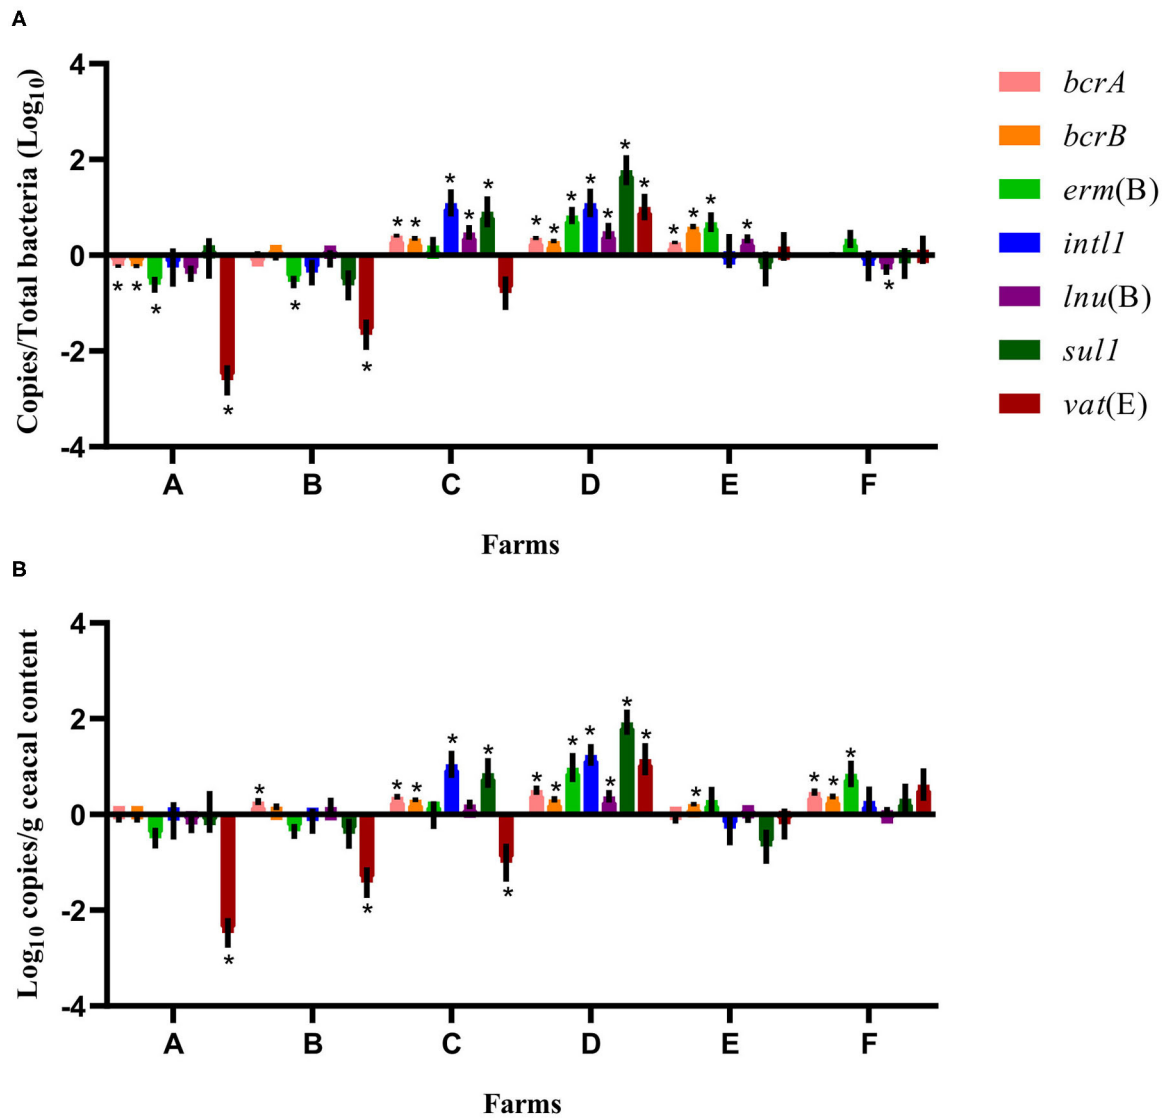 A
Copies/Total bacteria (Log10)
4
2
0
-2
-4
* * * * * * * * * * * * * * * * * * * * * * * *
A B C D E F
Farms
bcrA
bcrB
erm(B)
intl1
lnu(B)
sul1
vat(E)
B
Log10 copies/g ceacal content
4
2
0
-2
-4
* * * * * * * * * * * * * * * * * * *
A B C D E F
Farms